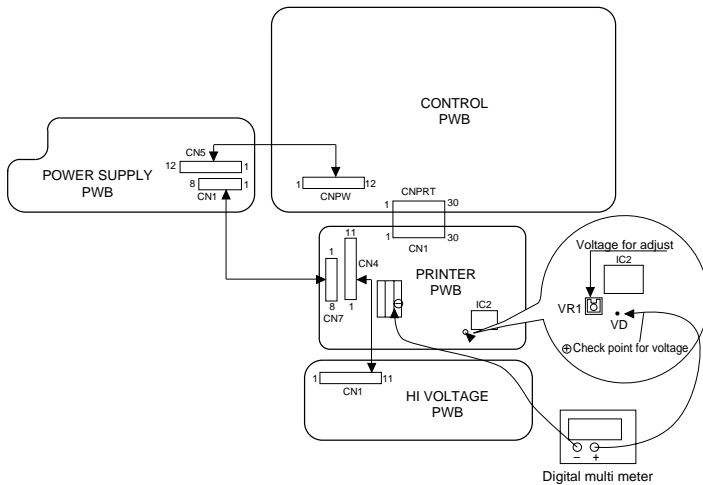 CONTROL
PWB
CN5
12 1
8 1
CN1
POWER SUPPLY
PWB
1 12
CNPW
CNPRT
1 30
1 30
CN1
11
1
CN4
8 1
CN7
PRINTER
PWB
IC2
Voltage for adjust
IC2
VR1
VD
⊕Check point for voltage
1 11
CN1
HI VOLTAGE
PWB
− +
Digital multi meter